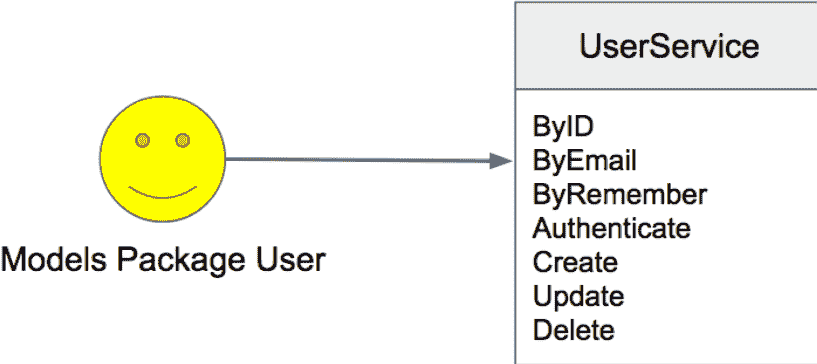 UserService
ByID
ByEmail
ByRemember
Authenticate
Create
Update
Delete
Models Package User